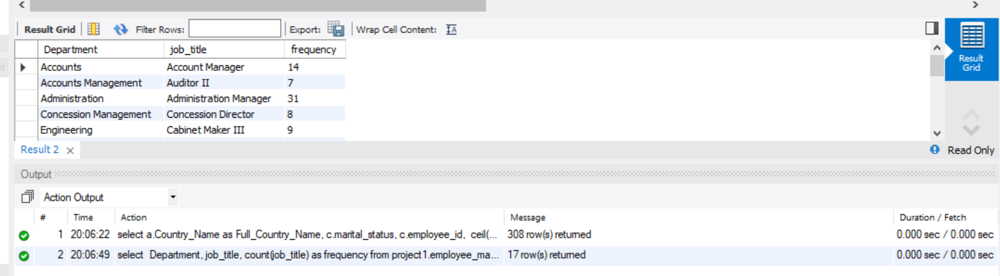 Result Grid Filter Rows: Export: Wrap Cell Content: IA
Result Grid
Department job_title frequency
Accounts Account Manager 14
Accounts Management Auditor II 7
Administration Administration Manager 31
Concession Management Concession Director 8
Engineering Cabinet Maker III 9
Result 2 Read Only
Output
Action Output
# Time Action Message Duration / Fetch
1 20:06:22 select a.Country_Name as Full_Country_Name, c.marital_status, c.employee_id, ceil(... 308 row(s) returned 0.000 sec / 0.000 sec
2 20:06:49 select Department, job_title, count(job_title) as frequency from project1.employee_ma... 17 row(s) returned 0.000 sec / 0.000 sec